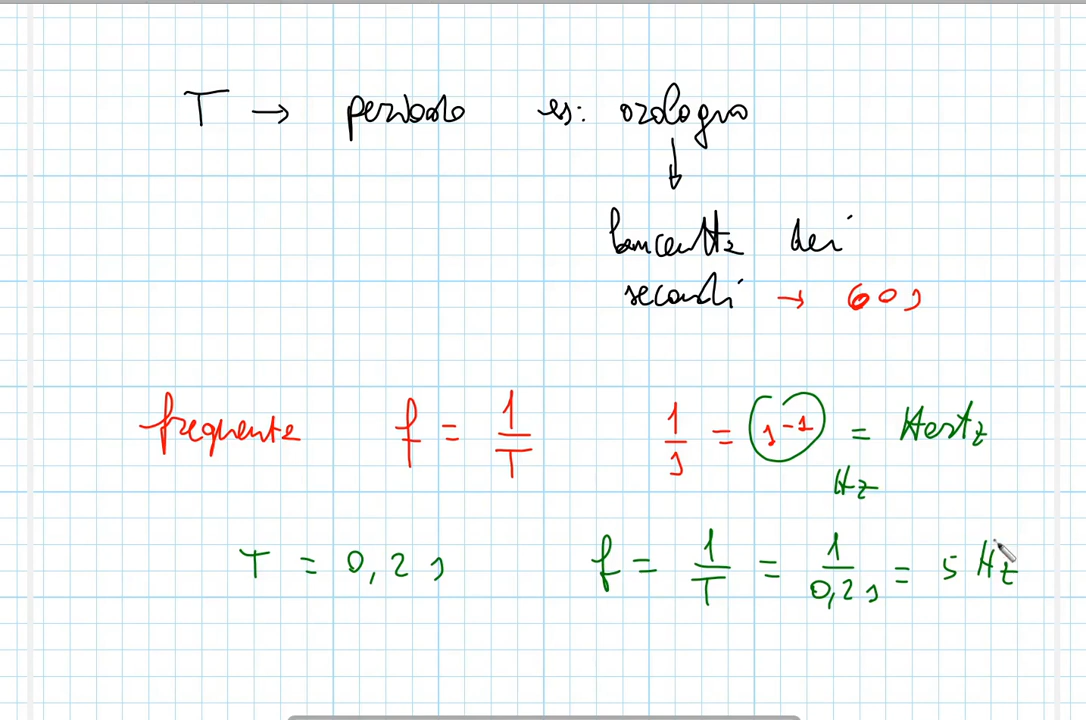 T → periodo es: orologio
↓
lancetta dei
secondi → 60 s
frequenza f = 1/T 1/s = s⁻¹ = Hertz
Hz
T = 0,2 s f = 1/T = 1/0,2 s = 5 Hz